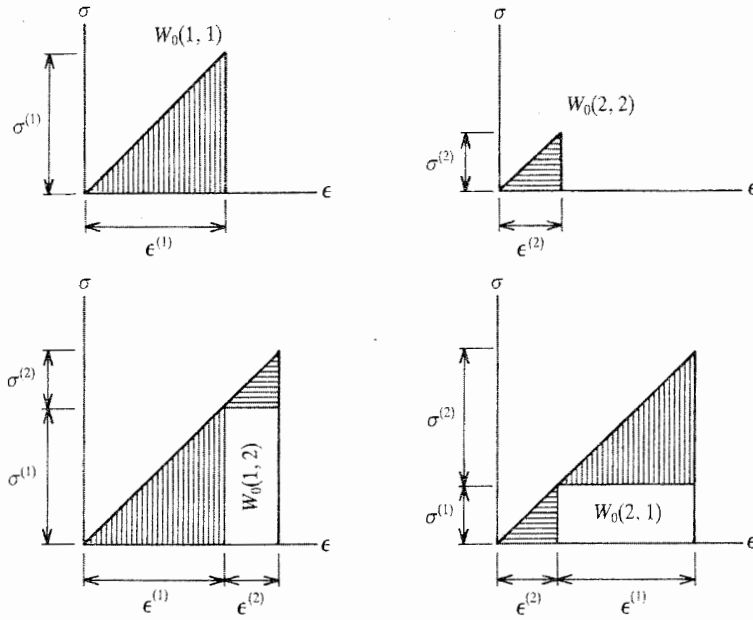 σ
W₀(1, 1)
σ⁽¹⁾
ϵ
ϵ⁽¹⁾
σ
W₀(2, 2)
σ⁽²⁾
ϵ
ϵ⁽²⁾
σ
σ⁽²⁾
σ⁽¹⁾
W₀(1, 2)
ϵ
ϵ⁽¹⁾
ϵ⁽²⁾
σ
σ⁽²⁾
σ⁽¹⁾
W₀(2, 1)
ϵ
ϵ⁽²⁾
ϵ⁽¹⁾